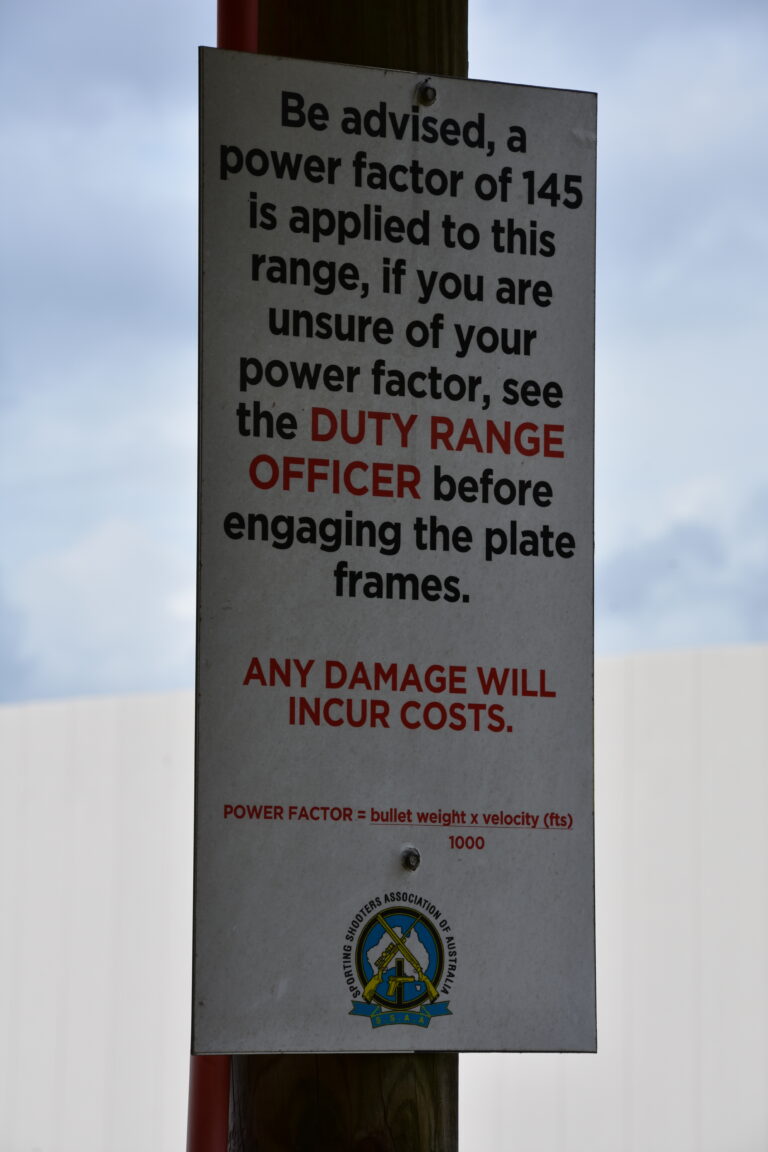 Be advised, a
power factor of 145
is applied to this
range, if you are
unsure of your
power factor, see
the DUTY RANGE
OFFICER before
engaging the plate
frames.
ANY DAMAGE WILL
INCUR COSTS.
POWER FACTOR = bullet weight x velocity (fts)
1000
SPORTING SHOOTERS ASSOCIATION OF AUSTRALIA
SSAA